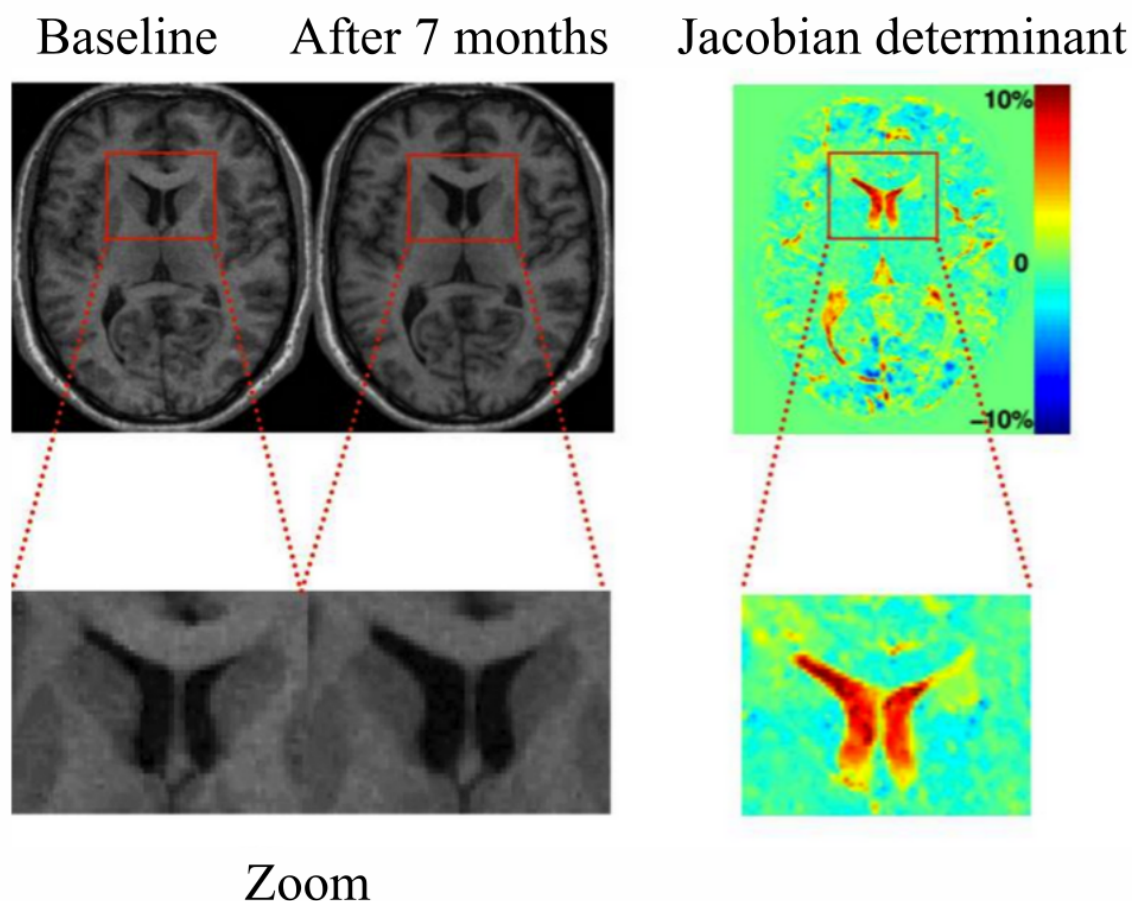 Baseline
After 7 months
Jacobian determinant
10%
0
−10%
Zoom